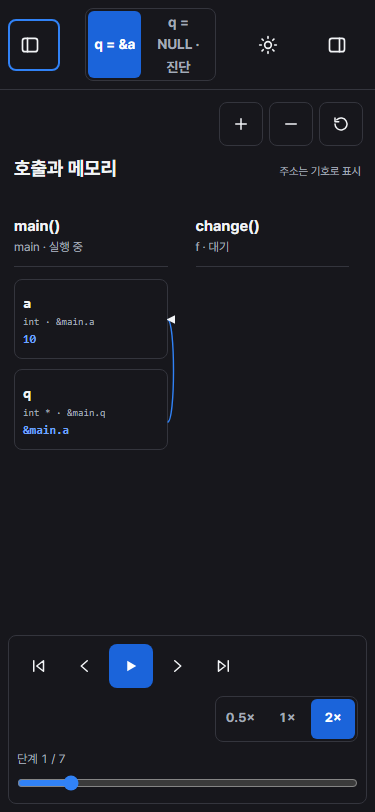 q = &a
q =
NULL ·
진단
호출과 메모리
주소는 기호로 표시
main()
main · 실행 중
change()
f · 대기
a
int · &main.a
10
q
int * · &main.q
&main.a
0.5×
1×
2×
단계 1 / 7